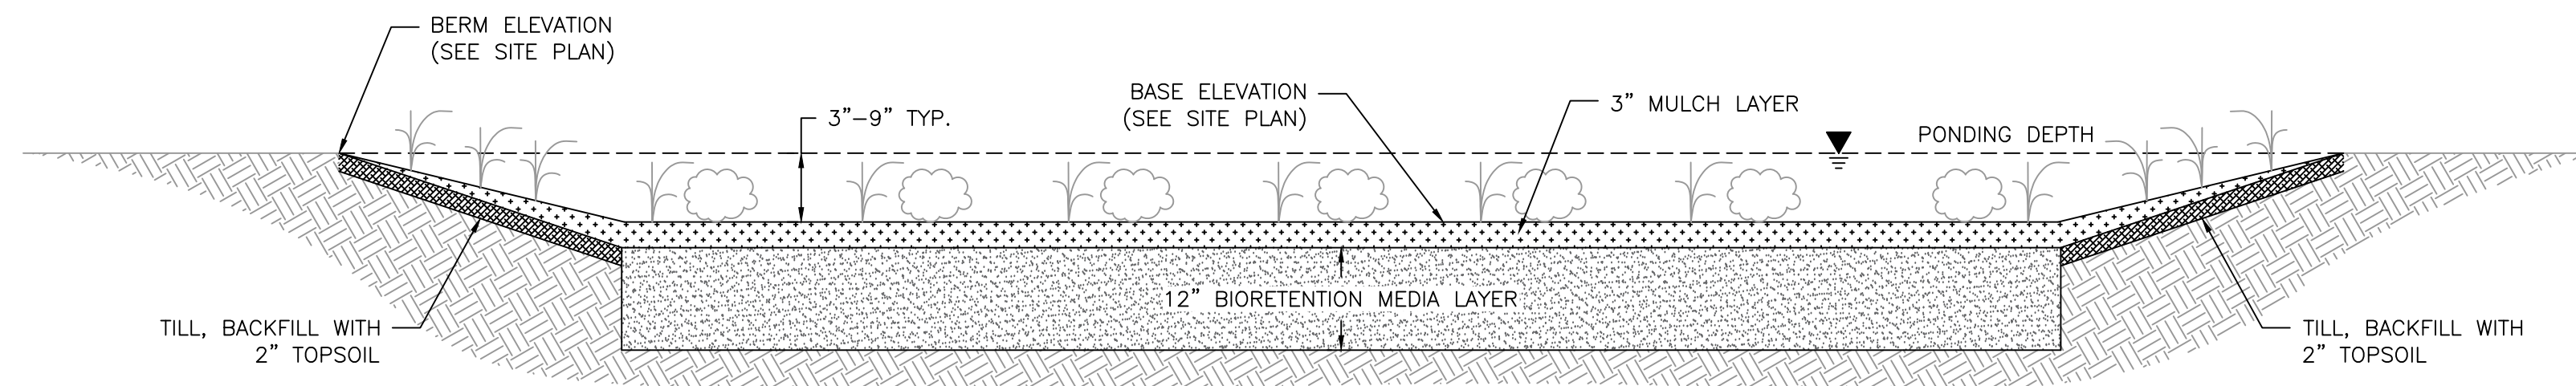 BERM ELEVATION
(SEE SITE PLAN)
3”–9” TYP.
BASE ELEVATION
(SEE SITE PLAN)
3” MULCH LAYER
PONDING DEPTH
12” BIORETENTION MEDIA LAYER
TILL, BACKFILL WITH
2” TOPSOIL
TILL, BACKFILL WITH
2” TOPSOIL